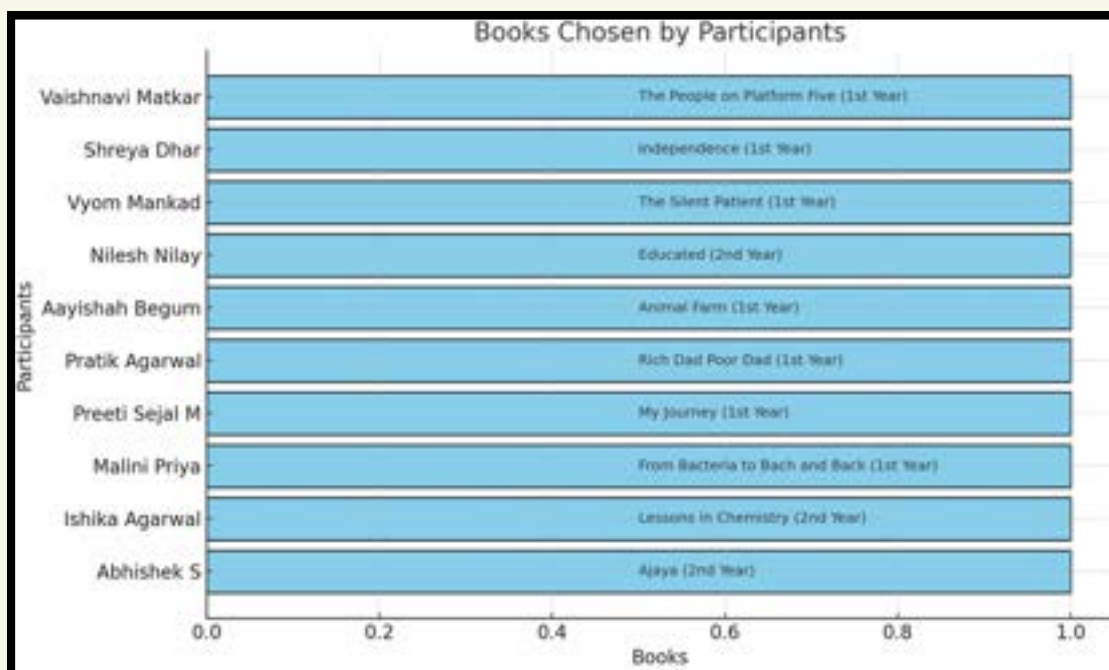 Books Chosen by Participants
Vaishnavi Matkar The People on Platform Five (1st Year)
Shreya Dhar Independence (1st Year)
Vyom Mankad The Silent Patient (1st Year)
Nilesh Nilay Educated (2nd Year)
Aayishah Begum Animal Farm (1st Year)
Pratik Agarwal Rich Dad Poor Dad (1st Year)
Preeti Sejal M My Journey (1st Year)
Malini Priya From Bacteria to Bach and Back (1st Year)
Ishika Agarwal Lessons in Chemistry (2nd Year)
Abhishek S Ajaya (2nd Year)
Participants
0.0 0.2 0.4 0.6 0.8 1.0
Books